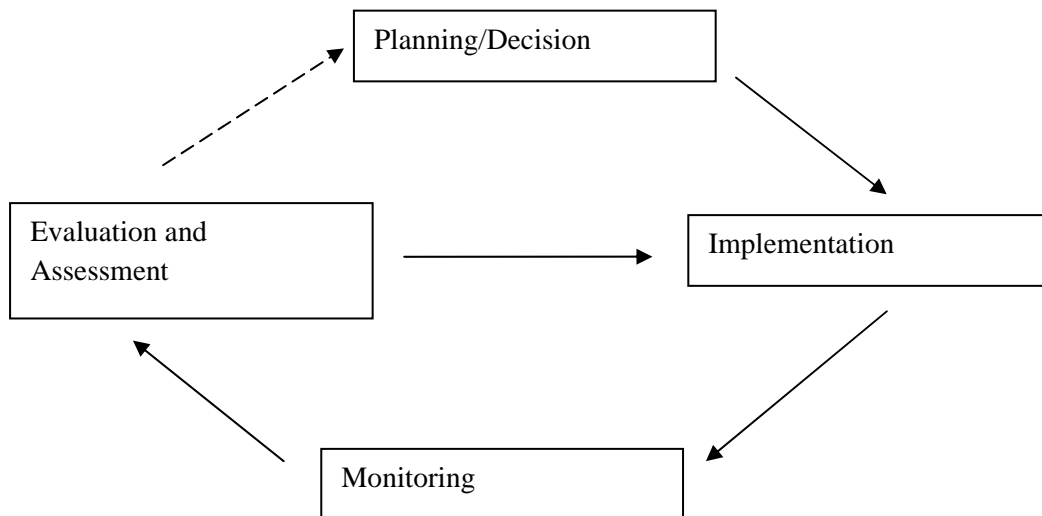 Planning/Decision
Evaluation and
Assessment
Implementation
Monitoring